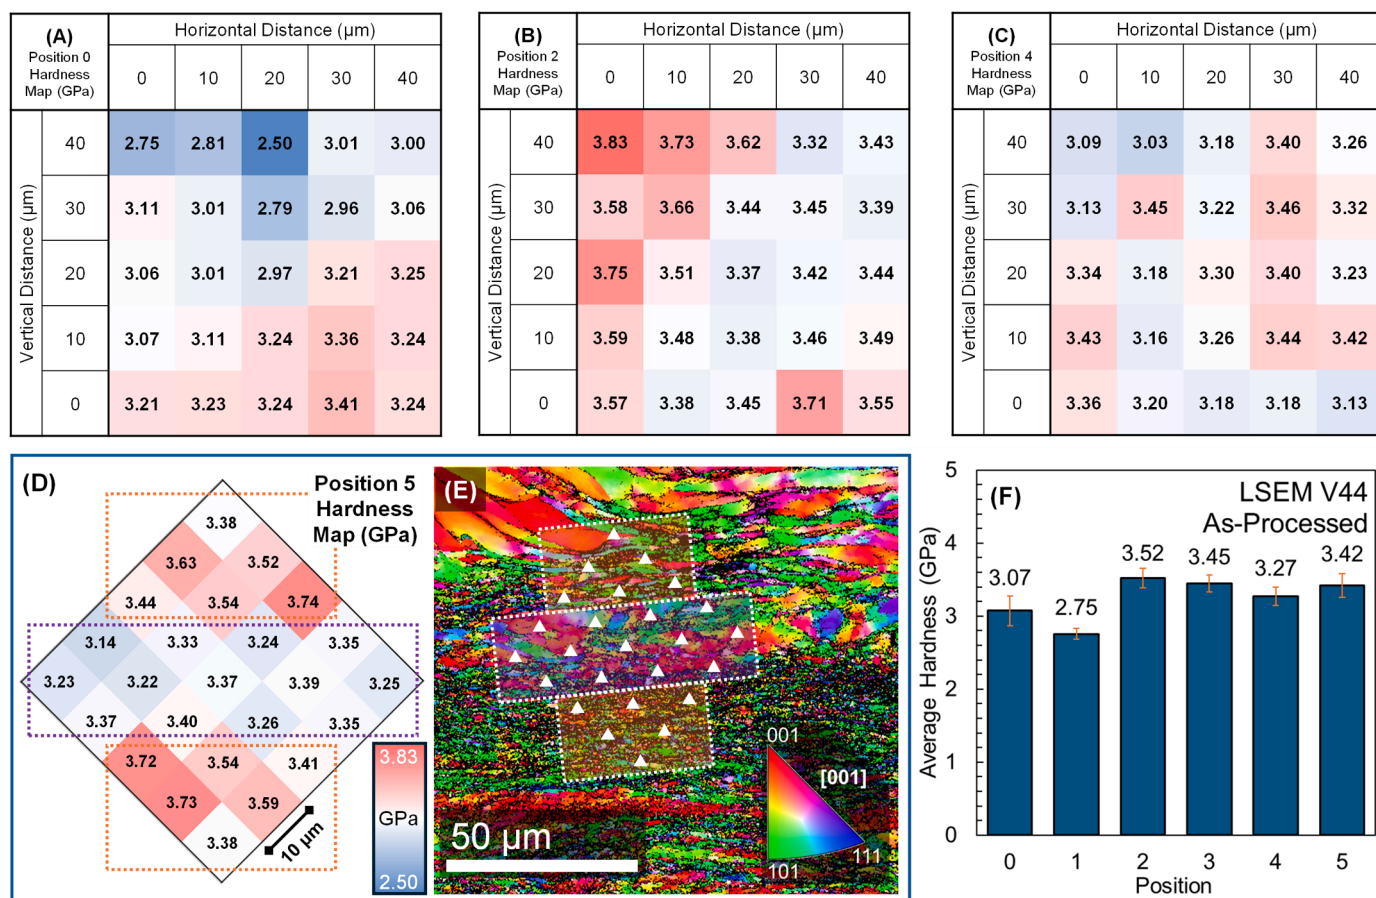 (A)
Position 0
Hardness
Map (GPa)
Horizontal Distance (µm)
0 10 20 30 40
Vertical Distance (µm)
40 2.75 2.81 2.50 3.01 3.00
30 3.11 3.01 2.79 2.96 3.06
20 3.06 3.01 2.97 3.21 3.25
10 3.07 3.11 3.24 3.36 3.24
0 3.21 3.23 3.24 3.41 3.24
(B)
Position 2
Hardness
Map (GPa)
Horizontal Distance (µm)
0 10 20 30 40
Vertical Distance (µm)
40 3.83 3.73 3.62 3.32 3.43
30 3.58 3.66 3.44 3.45 3.39
20 3.75 3.51 3.37 3.42 3.44
10 3.59 3.48 3.38 3.46 3.49
0 3.57 3.38 3.45 3.71 3.55
(C)
Position 4
Hardness
Map (GPa)
Horizontal Distance (µm)
0 10 20 30 40
Vertical Distance (µm)
40 3.09 3.03 3.18 3.40 3.26
30 3.13 3.45 3.22 3.46 3.32
20 3.34 3.18 3.30 3.40 3.23
10 3.43 3.16 3.26 3.44 3.42
0 3.36 3.20 3.18 3.18 3.13
(D)
Position 5
Hardness
Map (GPa)
3.38
3.63 3.52
3.44 3.54 3.74
3.14 3.33 3.24 3.35
3.23 3.22 3.37 3.39 3.25
3.37 3.40 3.26 3.35
3.72 3.54 3.41
3.73 3.59
3.38
10 µm
3.83
GPa
2.50
(E)
50 µm
001
[001]
111
101
(F)
LSEM V44
As-Processed
Average Hardness (GPa)
5
4
3
2
1
0
3.07 2.75 3.52 3.45 3.27 3.42
0 1 2 3 4 5
Position